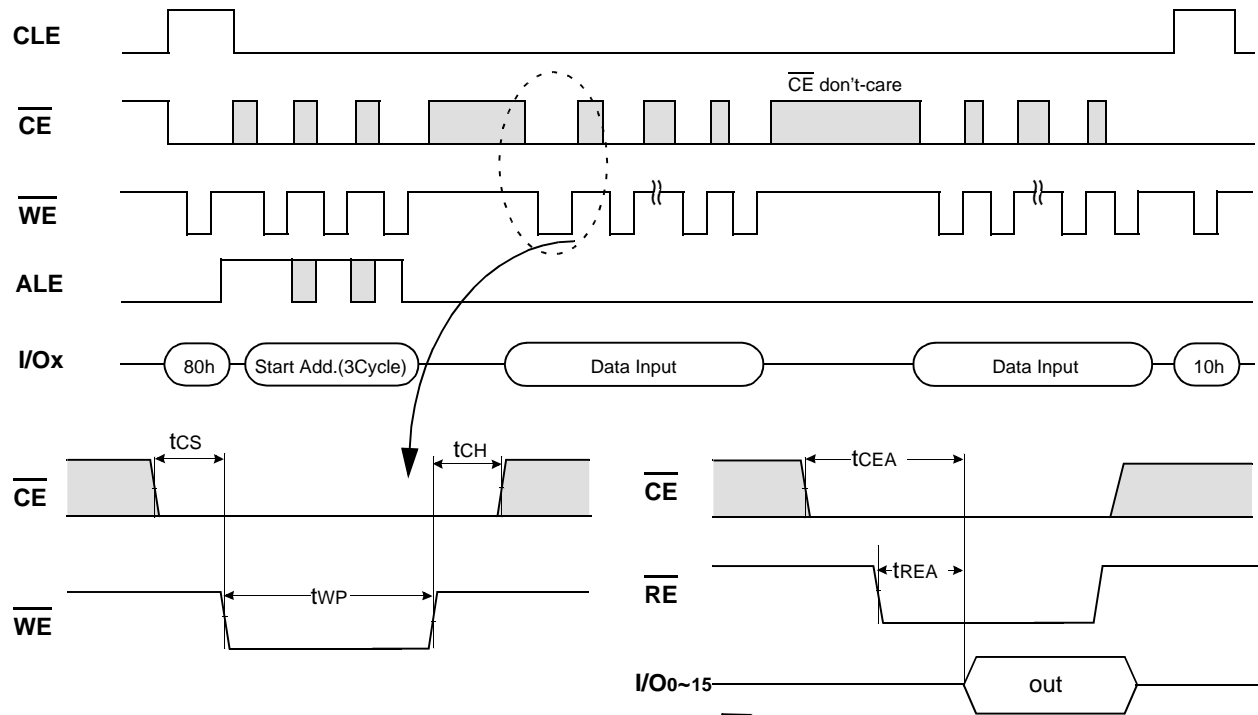 CLE
CE don't-care
CE
WE
ALE
I/Ox
80h
Start Add.(3Cycle)
Data Input
Data Input
10h
tCS
tCH
CE
tWP
WE
tCEA
CE
tREA
RE
I/O0~15
out